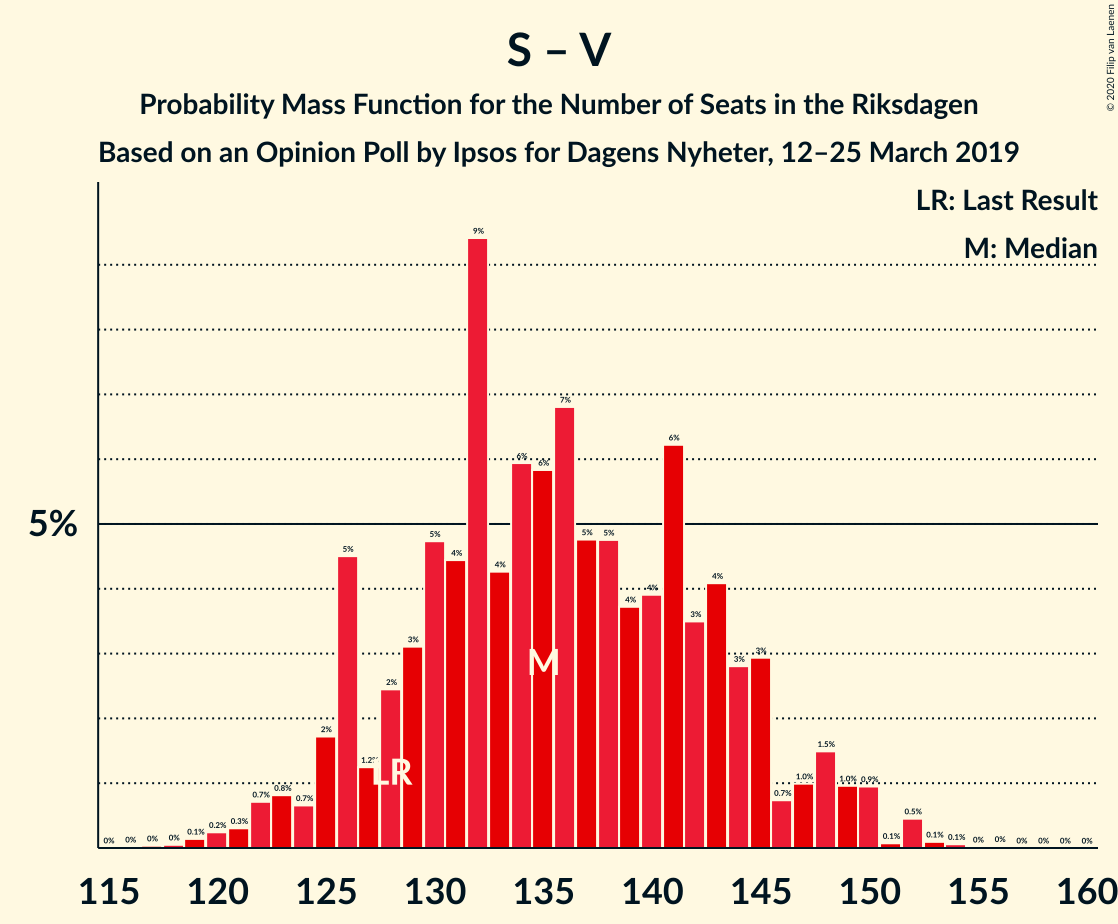 S – V
Probability Mass Function for the Number of Seats in the Riksdagen
Based on an Opinion Poll by Ipsos for Dagens Nyheter, 12–25 March 2019
© 2020 Filip van Laenen
LR: Last Result
M: Median
5%
0% 0% 0% 0% 0.1% 0.2% 0.3% 0.7% 0.8% 0.7% 2% 5% 1.2% 2% 3% 5% 4% 9% 4% 6% 6% 7% 5% 5% 4% 4% 6% 3% 4% 3% 3% 0.7% 1.0% 1.5% 1.0% 0.9% 0.1% 0.5% 0.1% 0.1% 0% 0% 0% 0% 0% 0%
M
LR
115 120 125 130 135 140 145 150 155 160